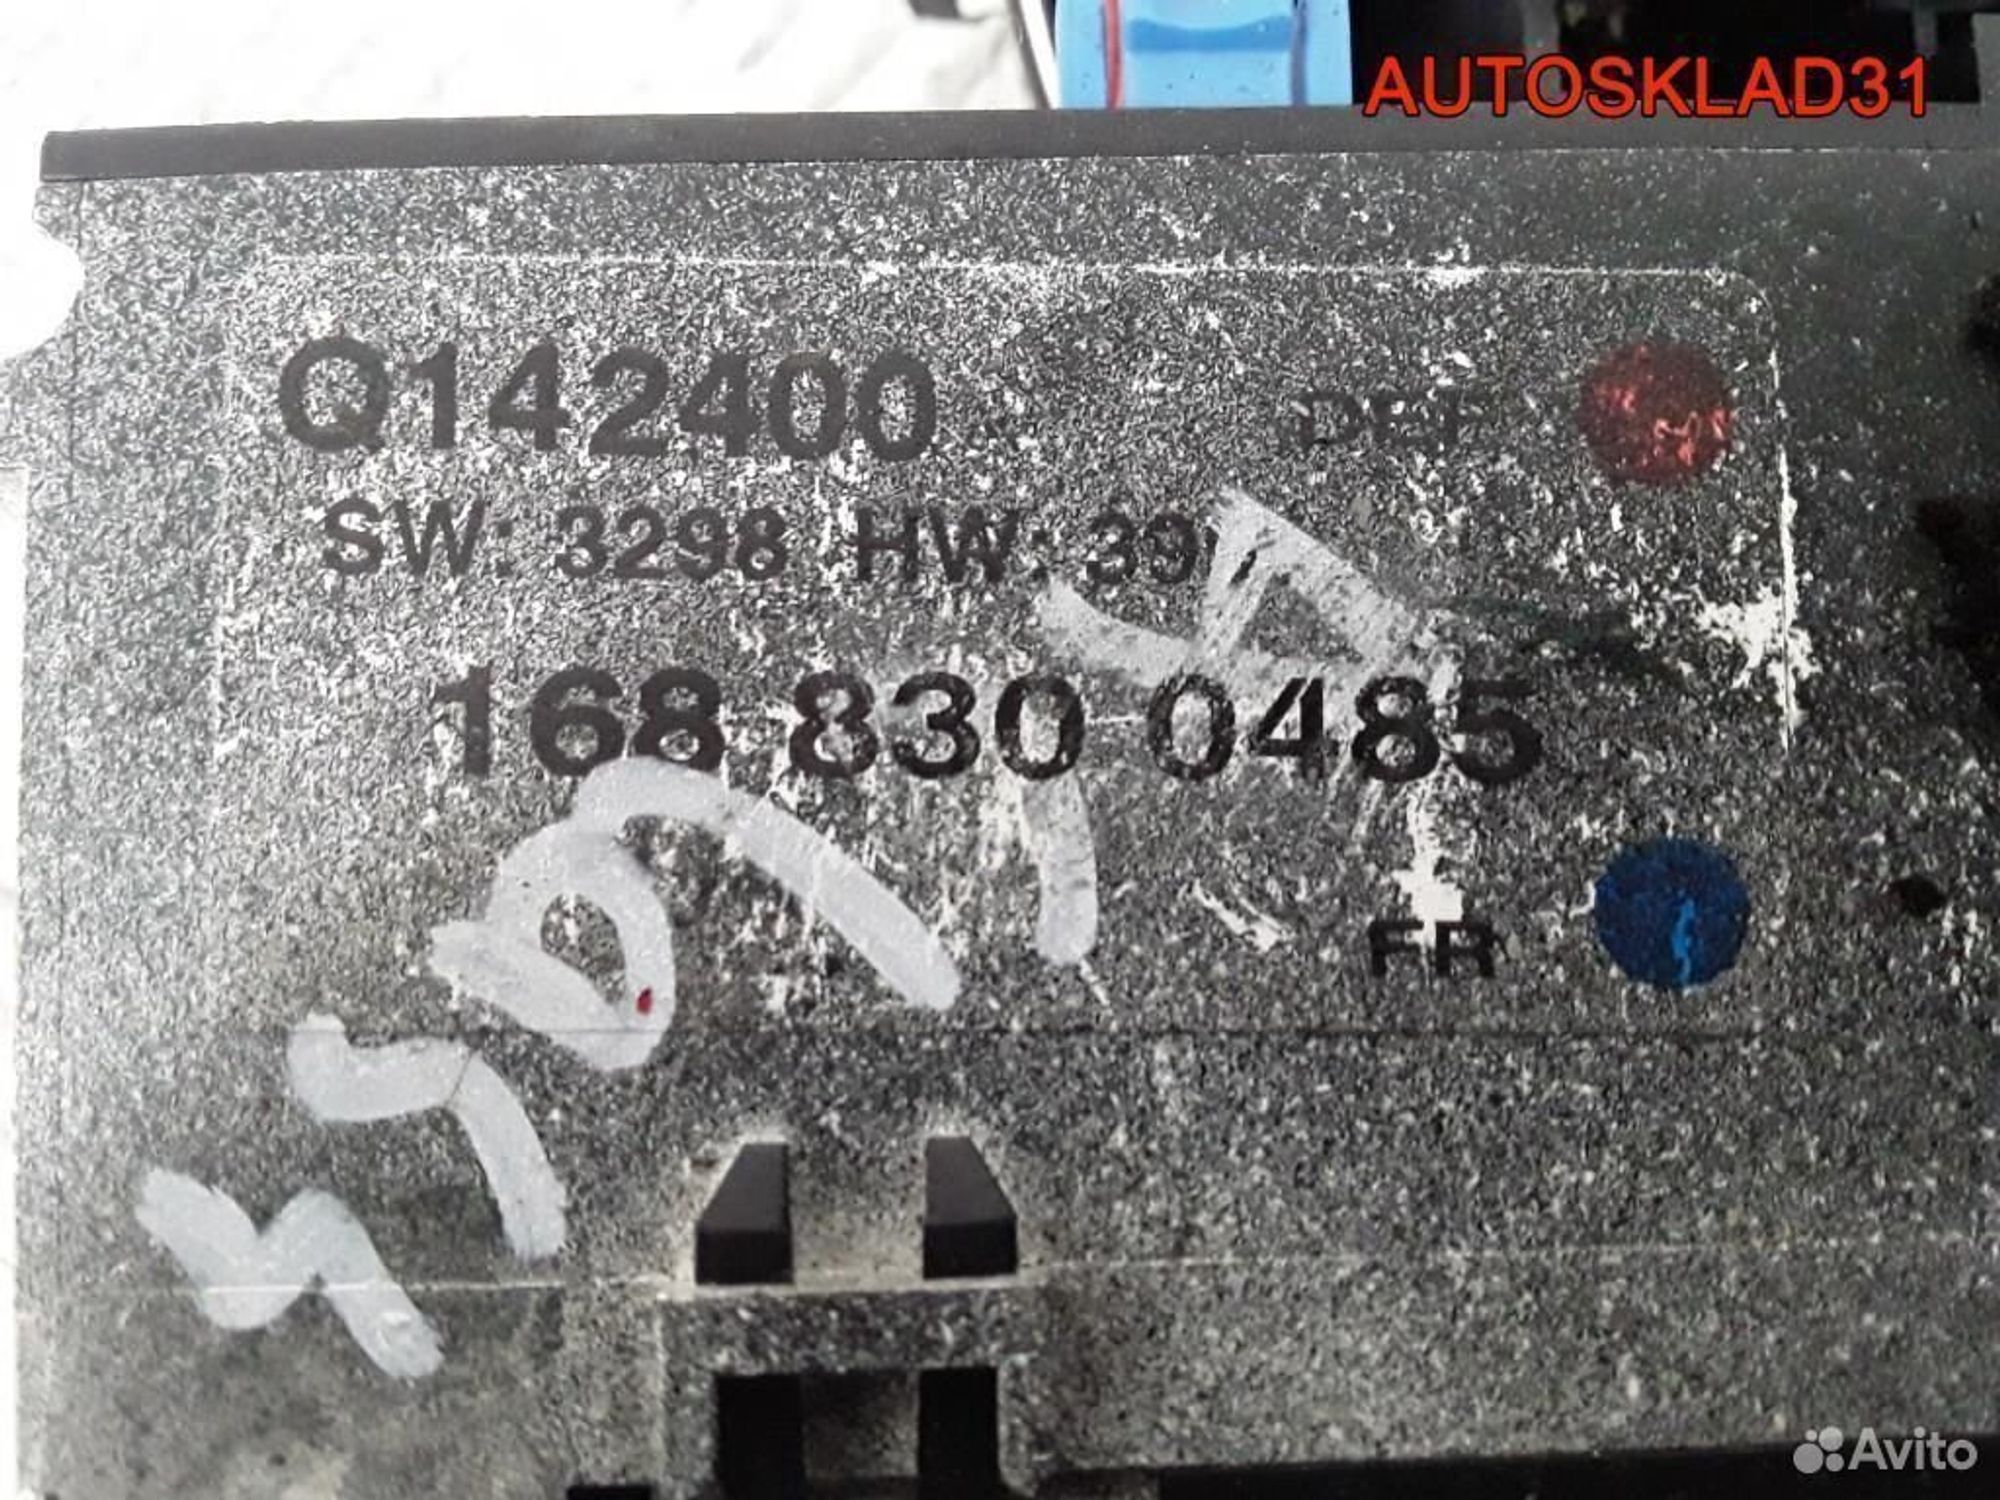 AUTOSKLAD31
Q142400 DEF
SW: 3298 HW: 39
168 830 0485
FR
Avito